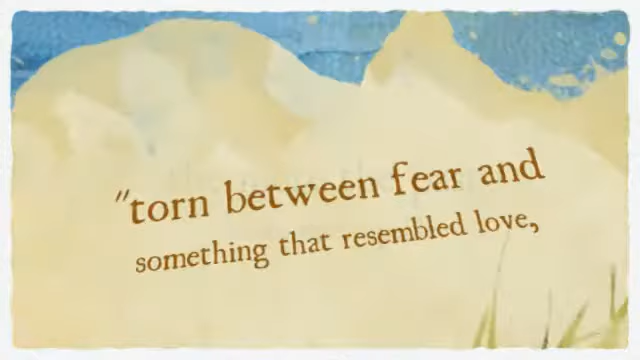 "torn between fear and
something that resembled love,